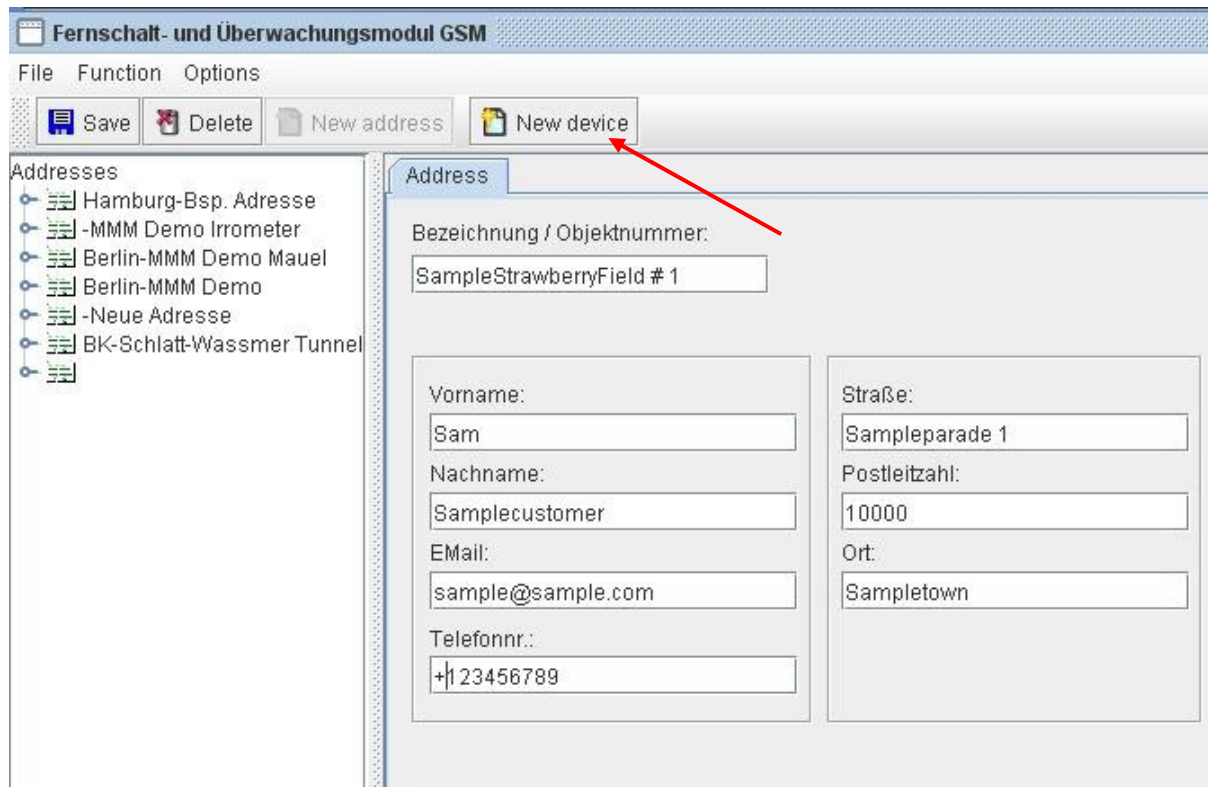 Fernschalt- und Überwachungsmodul GSM
File Function Options
Save Delete New address New device
Addresses
Hamburg-Bsp. Adresse
-MMM Demo Irrometer
Berlin-MMM Demo Mauel
Berlin-MMM Demo
-Neue Adresse
BK-Schlatt-Wassmer Tunnel
Address
Bezeichnung / Objektnummer:
SampleStrawberryField # 1
Vorname:
Sam
Nachname:
Samplecustomer
EMail:
sample@sample.com
Telefonnr.:
+123456789
Straße:
Sampleparade 1
Postleitzahl:
10000
Ort:
Sampletown